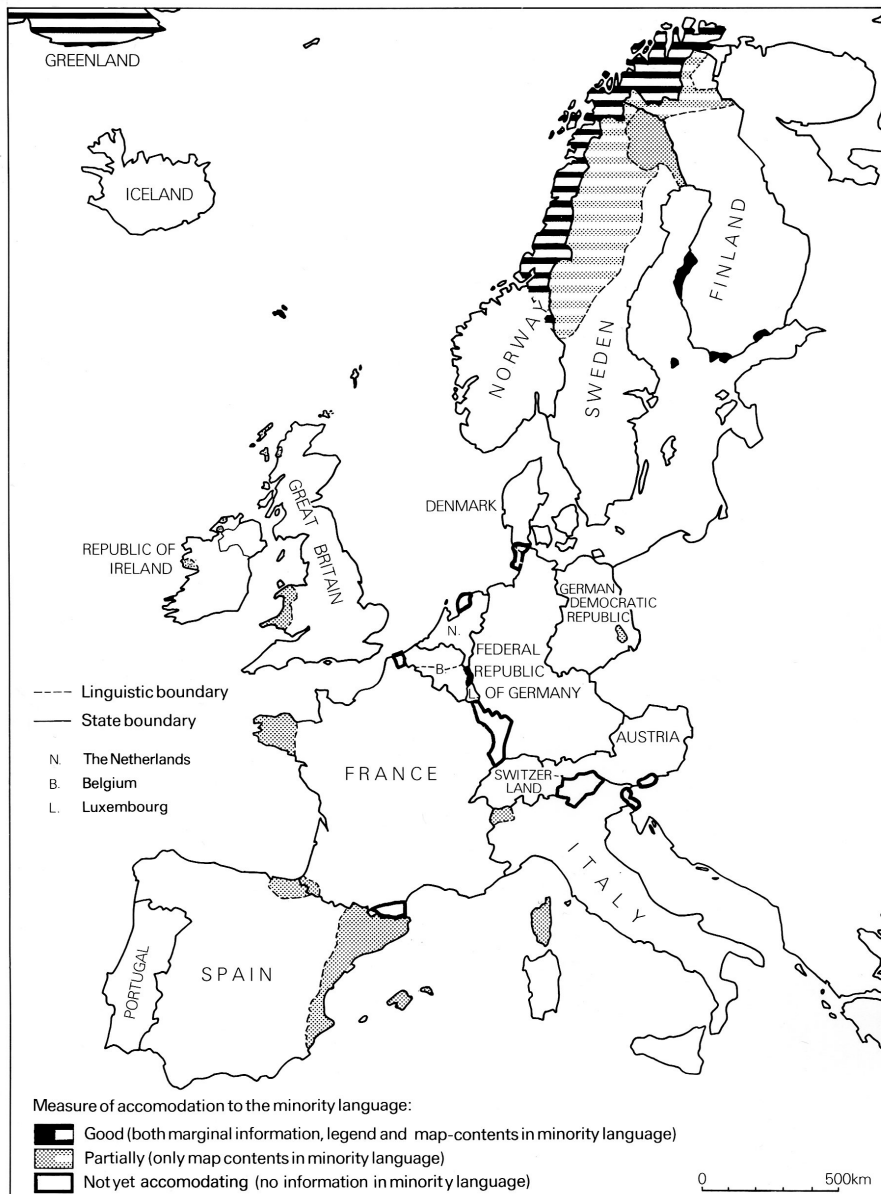 GREENLAND
ICELAND
NORWAY
SWEDEN
FINLAND
DENMARK
GREAT
BRITAIN
REPUBLIC OF
IRELAND
GERMAN
DEMOCRATIC
REPUBLIC
N.
FEDERAL
REPUBLIC
OF GERMANY
B.
L.
AUSTRIA
SWITZER
LAND
FRANCE
ITALY
PORTUGAL
SPAIN
Linguistic boundary
State boundary
N. The Netherlands
B. Belgium
L. Luxembourg
Measure of accomodation to the minority language:
Good (both marginal information, legend and map-contents in minority language)
Partially (only map contents in minority language)
Not yet accomodating (no information in minority language)
0 500km